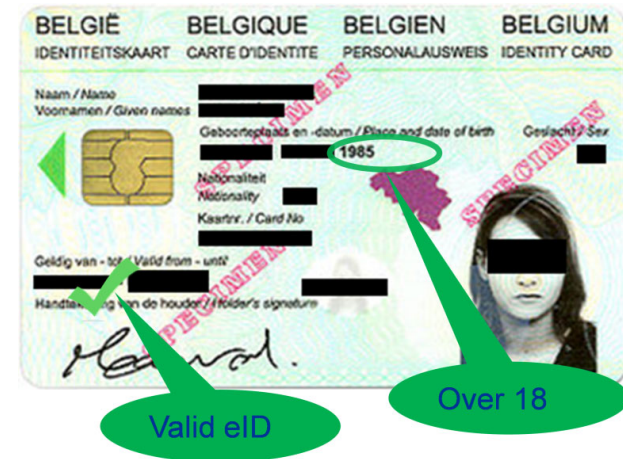 BELGIË BELGIQUE BELGIEN BELGIUM
IDENTITEITSKAART CARTE D'IDENTITE PERSONALAUSWEIS IDENTITY CARD
Naam / Name
Voornamen / Given names
Geboorteplaats en -datum / Place and date of birth Geslacht / Sex
1985
Nationaliteit
Nationality
Kaartnr. / Card No
Geldig van - tot / Valid from - until
Handtekening van de houder / Holder's signature
SPECIMEN
SPECIMEN
SPECIMEN
Over 18
Valid eID